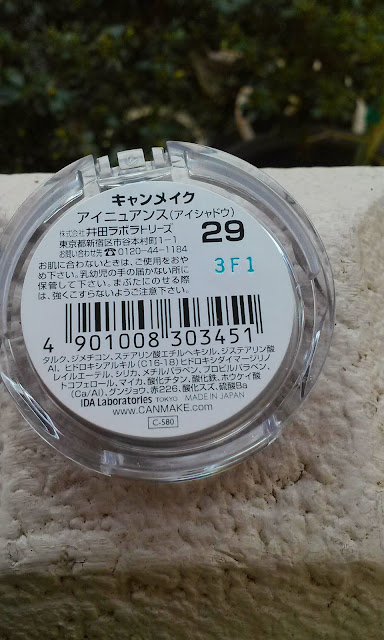 キャンメイク
アイニュアンス(アイシャドウ)
株式会社 井田ラボラトリーズ 29
東京都新宿区市谷本村町1-1
お問い合わせ先 ☎ 0120-44-1184 3F1
お肌に合わないときは、ご使用をおや
め下さい。乳幼児の手の届かない所に
保管して下さい。まぶたにのせる際
は、強くこすらないようご注意下さい。
4 901008 303451
タルク、ジメチコン、ステアリン酸エチルヘキシル、ジステアリン酸
Al、ヒドロキシアルキル(C16-18)ヒドロキシダイマージリノ
レイルエーテル、シリカ、メチルパラベン、プロピルパラベン、
トコフェロール、マイカ、酸化チタン、酸化鉄、ホウケイ酸
(Ca/Al)、グンジョウ、赤226、酸化スズ、硫酸Ba
IDA Laboratories TOKYO MADE IN JAPAN
WWW.CANMAKE.COM
C-580